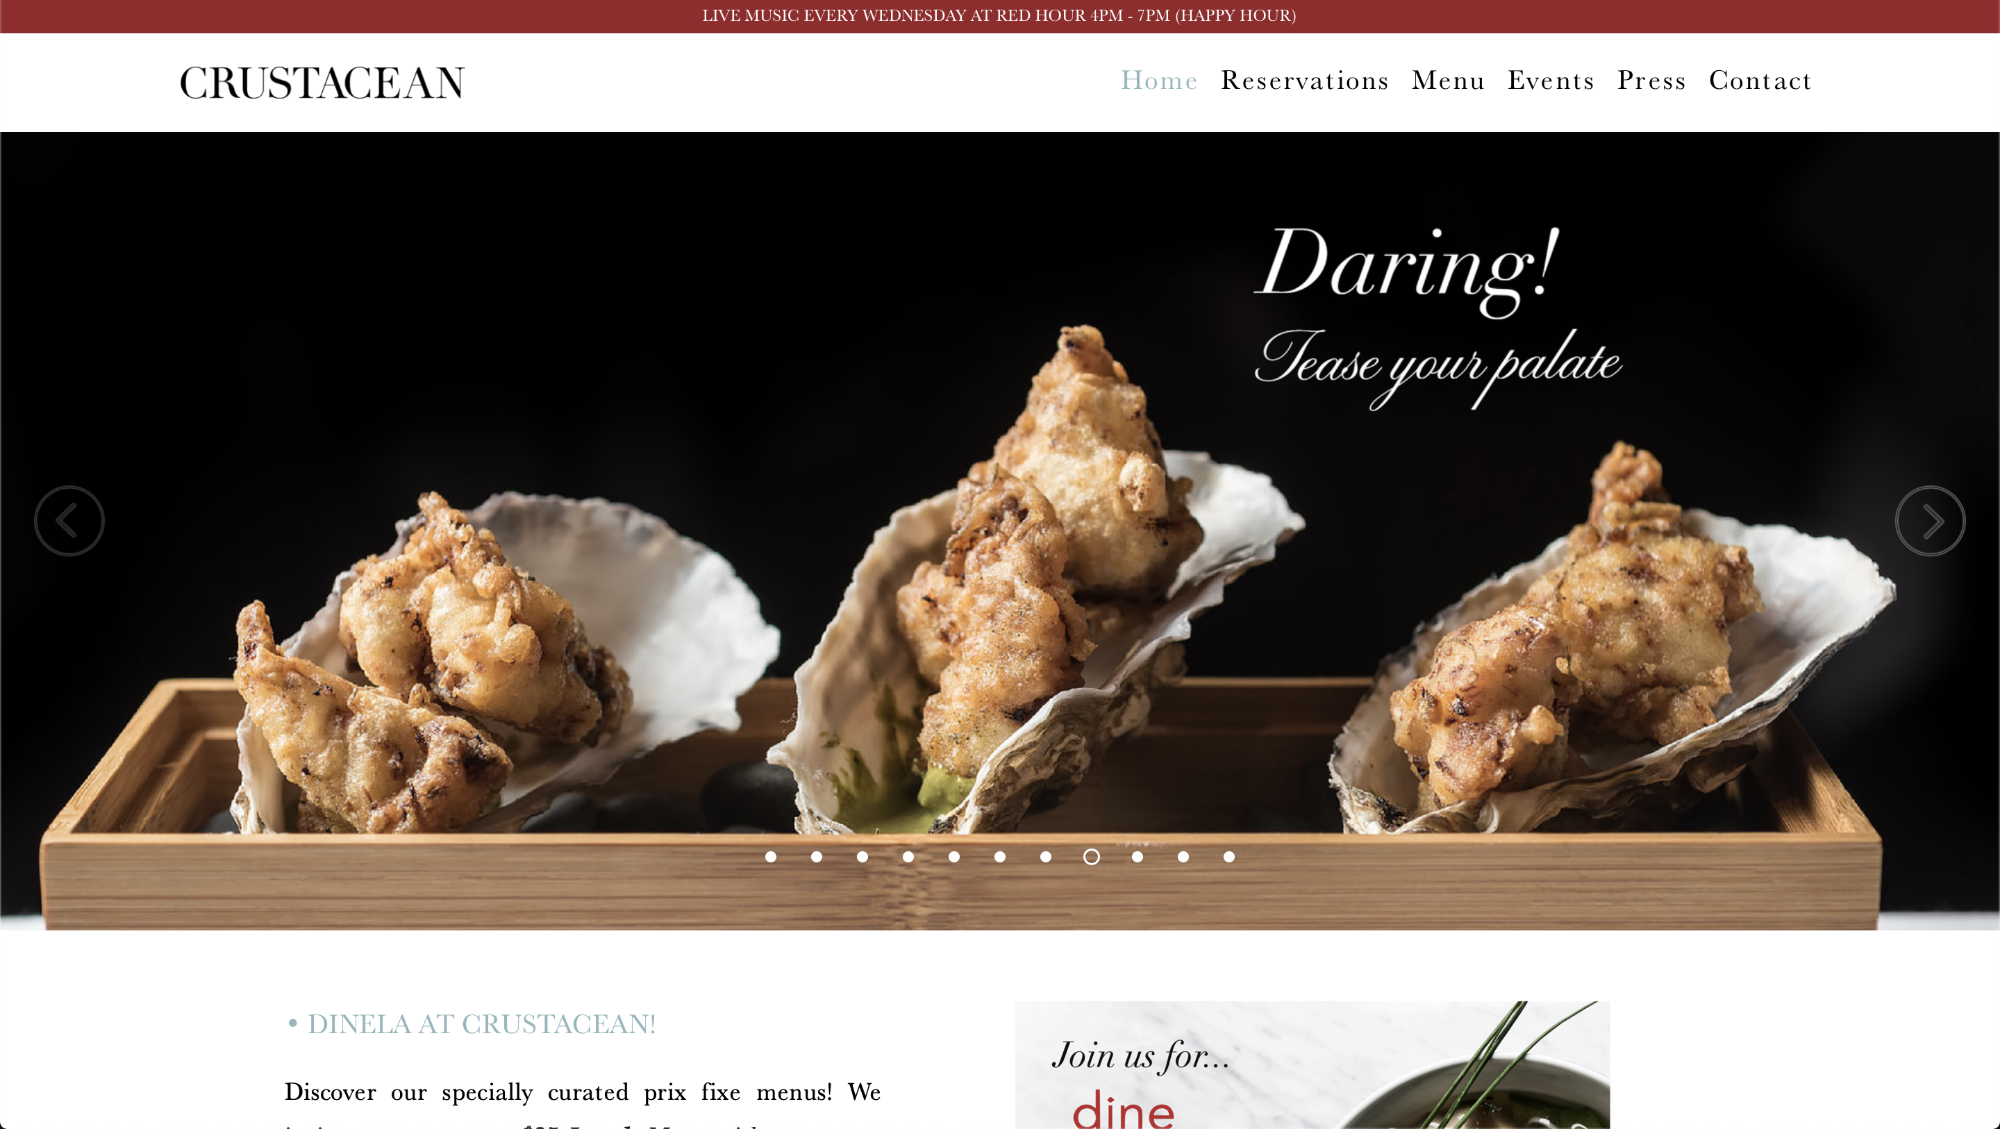 LIVE MUSIC EVERY WEDNESDAY AT RED HOUR 4PM - 7PM (HAPPY HOUR)
CRUSTACEAN
Home Reservations Menu Events Press Contact
Daring!
Tease your palate
• DINELA AT CRUSTACEAN!
Discover our specially curated prix fixe menus! We
Join us for...
dine